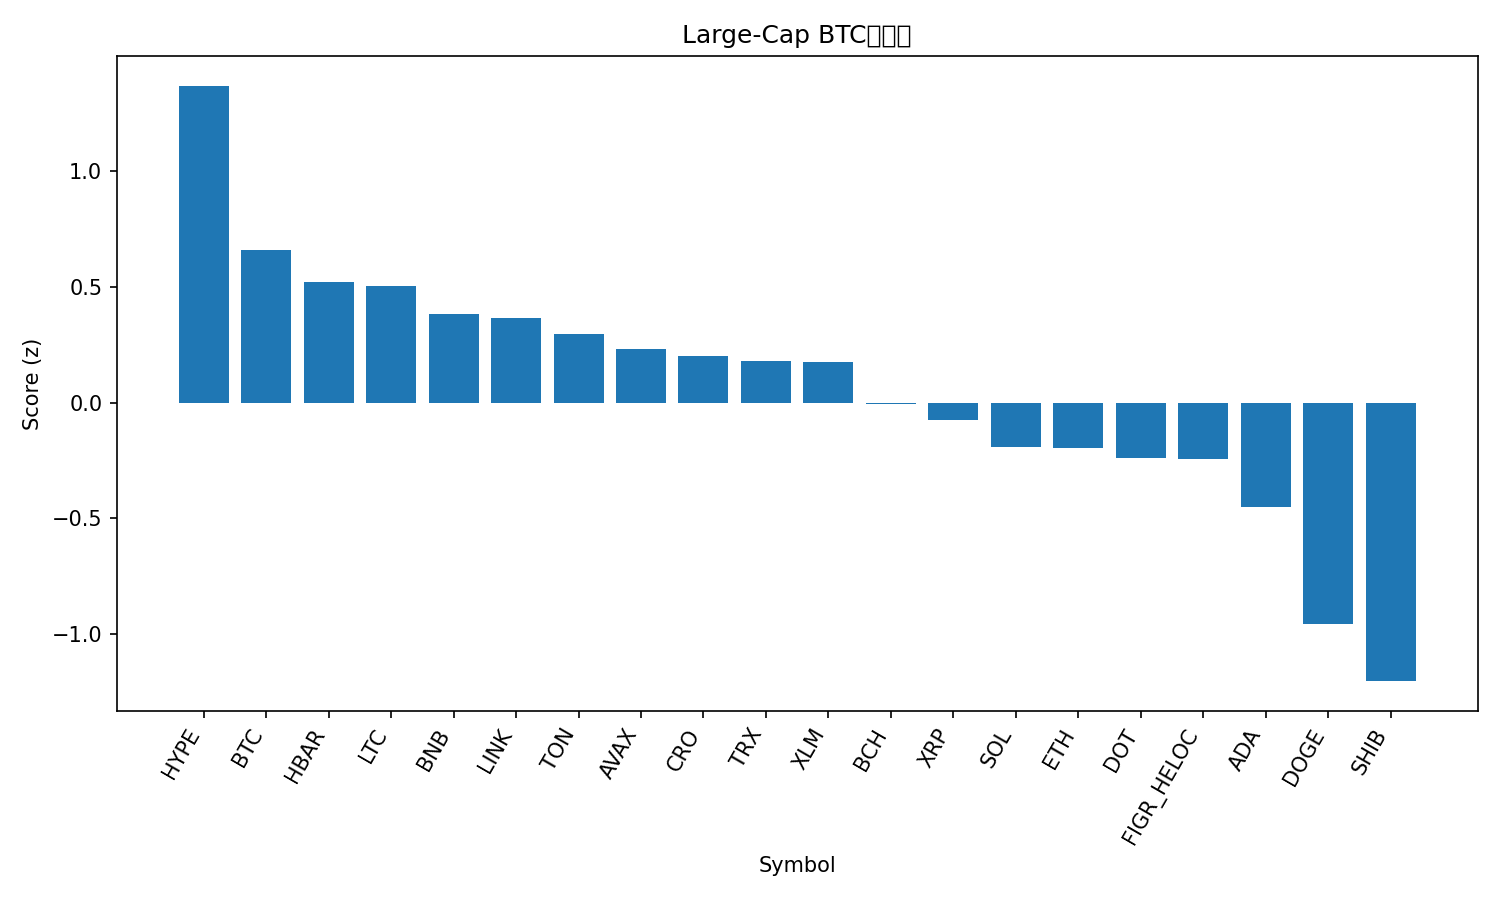 Large-Cap BTC
1.0
0.5
0.0
−0.5
−1.0
Score (z)
HYPE
BTC
HBAR
LTC
BNB
LINK
TON
AVAX
CRO
TRX
XLM
BCH
XRP
SOL
ETH
DOT
FIGR_HELOC
ADA
DOGE
SHIB
Symbol